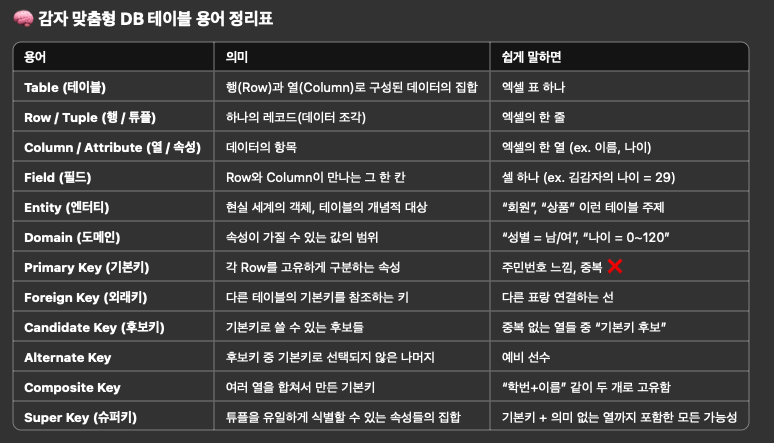 🧠 감자 맞춤형 DB 테이블 용어 정리표
용어 의미 쉽게 말하면
Table (테이블) 행(Row)과 열(Column)로 구성된 데이터의 집합 엑셀 표 하나
Row / Tuple (행 / 튜플) 하나의 레코드(데이터 조각) 엑셀의 한 줄
Column / Attribute (열 / 속성) 데이터의 항목 엑셀의 한 열 (ex. 이름, 나이)
Field (필드) Row와 Column이 만나는 그 한 칸 셀 하나 (ex. 김감자의 나이 = 29)
Entity (엔터티) 현실 세계의 객체, 테이블의 개념적 대상 “회원”, “상품” 이런 테이블 주제
Domain (도메인) 속성이 가질 수 있는 값의 범위 “성별 = 남/여”, “나이 = 0~120”
Primary Key (기본키) 각 Row를 고유하게 구분하는 속성 주민번호 느낌, 중복 ❌
Foreign Key (외래키) 다른 테이블의 기본키를 참조하는 키 다른 표랑 연결하는 선
Candidate Key (후보키) 기본키로 쓸 수 있는 후보들 중복 없는 열들 중 “기본키 후보”
Alternate Key 후보키 중 기본키로 선택되지 않은 나머지 예비 선수
Composite Key 여러 열을 합쳐서 만든 기본키 “학번+이름” 같이 두 개로 고유함
Super Key (슈퍼키) 튜플을 유일하게 식별할 수 있는 속성들의 집합 기본키 + 의미 없는 열까지 포함한 모든 가능성